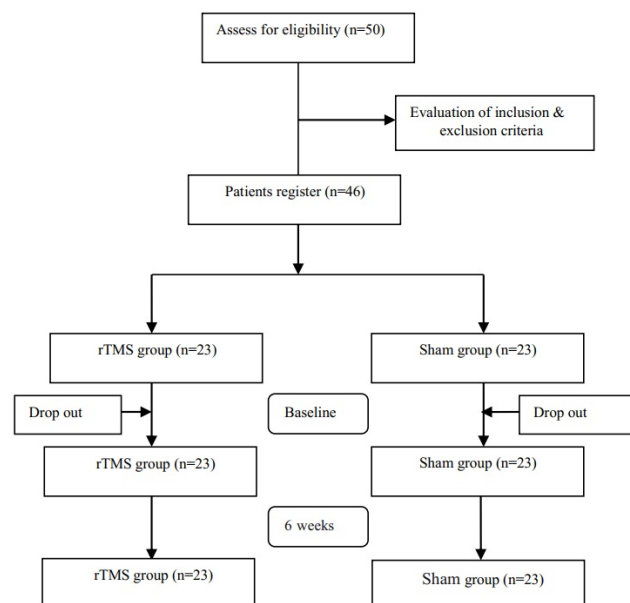 Assess for eligibility (n=50)
Evaluation of inclusion &
exclusion criteria
Patients register (n=46)
rTMS group (n=23)
Sham group (n=23)
Drop out
Baseline
Drop out
rTMS group (n=23)
Sham group (n=23)
6 weeks
rTMS group (n=23)
Sham group (n=23)